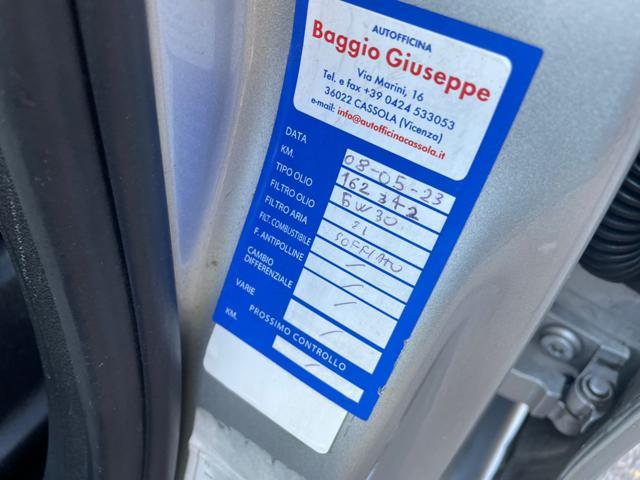 AUTOFFICINA
Baggio Giuseppe
Via Marini, 16
Tel. e fax +39 0424 533053
36022 CASSOLA (Vicenza)
e-mail: info@autofficinacassola.it
DATA 08-05-23
KM. 162342
TIPO OLIO 5W30
FILTRO OLIO SI
FILTRO ARIA SOFFIATO
FILT. COMBUSTIBILE /
F. ANTIPOLLINE /
CAMBIO
DIFFERENZIALE /
VARIE /
PROSSIMO CONTROLLO
KM. /